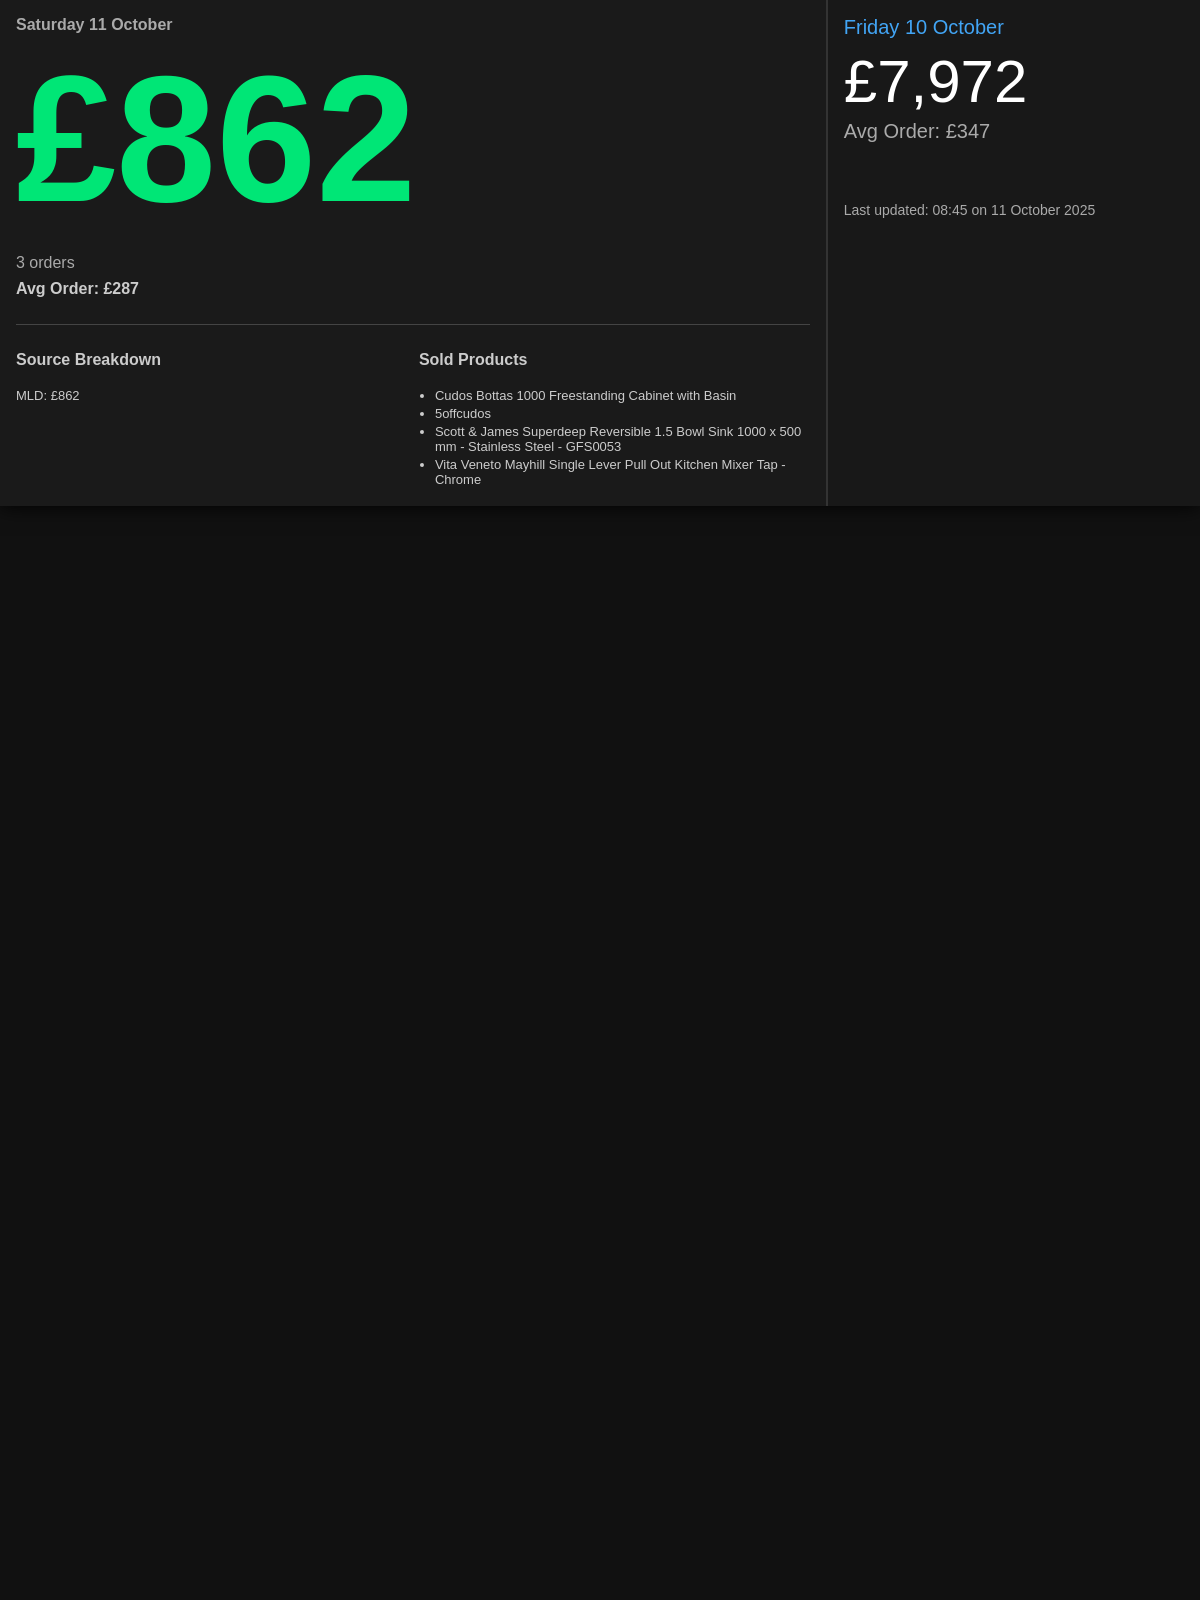 Saturday 11 October
£862
3 orders
Avg Order: £287
Source Breakdown
MLD: £862
Sold Products
Cudos Bottas 1000 Freestanding Cabinet with Basin
5offcudos
Scott & James Superdeep Reversible 1.5 Bowl Sink 1000 x 500
mm - Stainless Steel - GFS0053
Vita Veneto Mayhill Single Lever Pull Out Kitchen Mixer Tap -
Chrome
Friday 10 October
£7,972
Avg Order: £347
Last updated: 08:45 on 11 October 2025